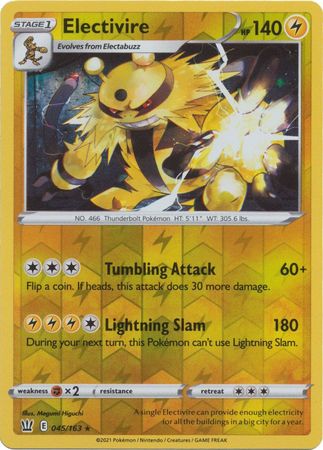 STAGE 1
Electivire
HP 140
Evolves from Electabuzz
NO. 466 Thunderbolt Pokémon HT: 5'11" WT: 305.6 lbs.
Tumbling Attack 60+
Flip a coin. If heads, this attack does 30 more damage.
Lightning Slam 180
During your next turn, this Pokémon can't use Lightning Slam.
weakness ×2 resistance retreat
Illus. Megumi Higuchi
E 045/163 ★
A single Electivire can provide enough electricity
for all the buildings in a big city for a year.
©2021 Pokémon / Nintendo / Creatures / GAME FREAK